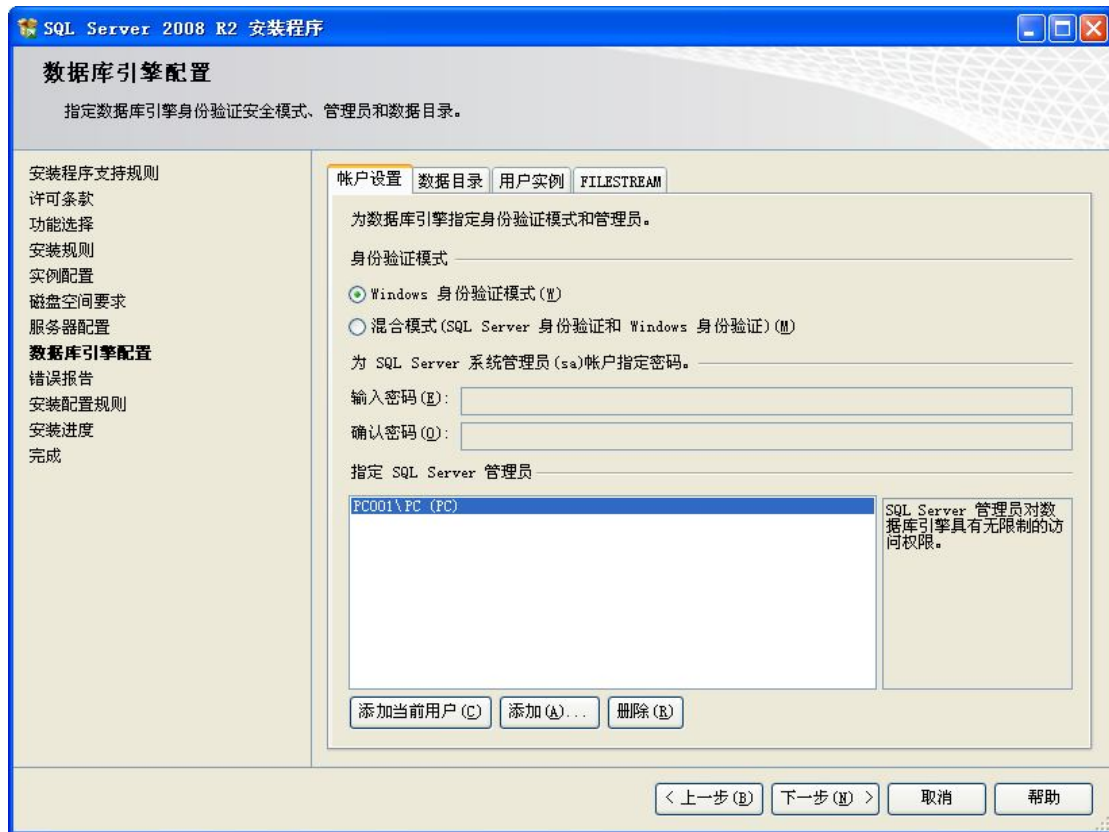 SQL Server 2008 R2 安装程序
数据库引擎配置
指定数据库引擎身份验证安全模式、管理员和数据目录。
安装程序支持规则
许可条款
功能选择
安装规则
实例配置
磁盘空间要求
服务器配置
数据库引擎配置
错误报告
安装配置规则
安装进度
完成
帐户设置 数据目录 用户实例 FILESTREAM
为数据库引擎指定身份验证模式和管理员。
身份验证模式
Windows 身份验证模式(W)
混合模式(SQL Server 身份验证和 Windows 身份验证)(M)
为 SQL Server 系统管理员(sa)帐户指定密码。
输入密码(E):
确认密码(O):
指定 SQL Server 管理员
PC001\PC (PC)
SQL Server 管理员对数
据库引擎具有无限制的访
问权限。
添加当前用户(C) 添加(A)... 删除(R)
< 上一步(B) 下一步(N) > 取消 帮助